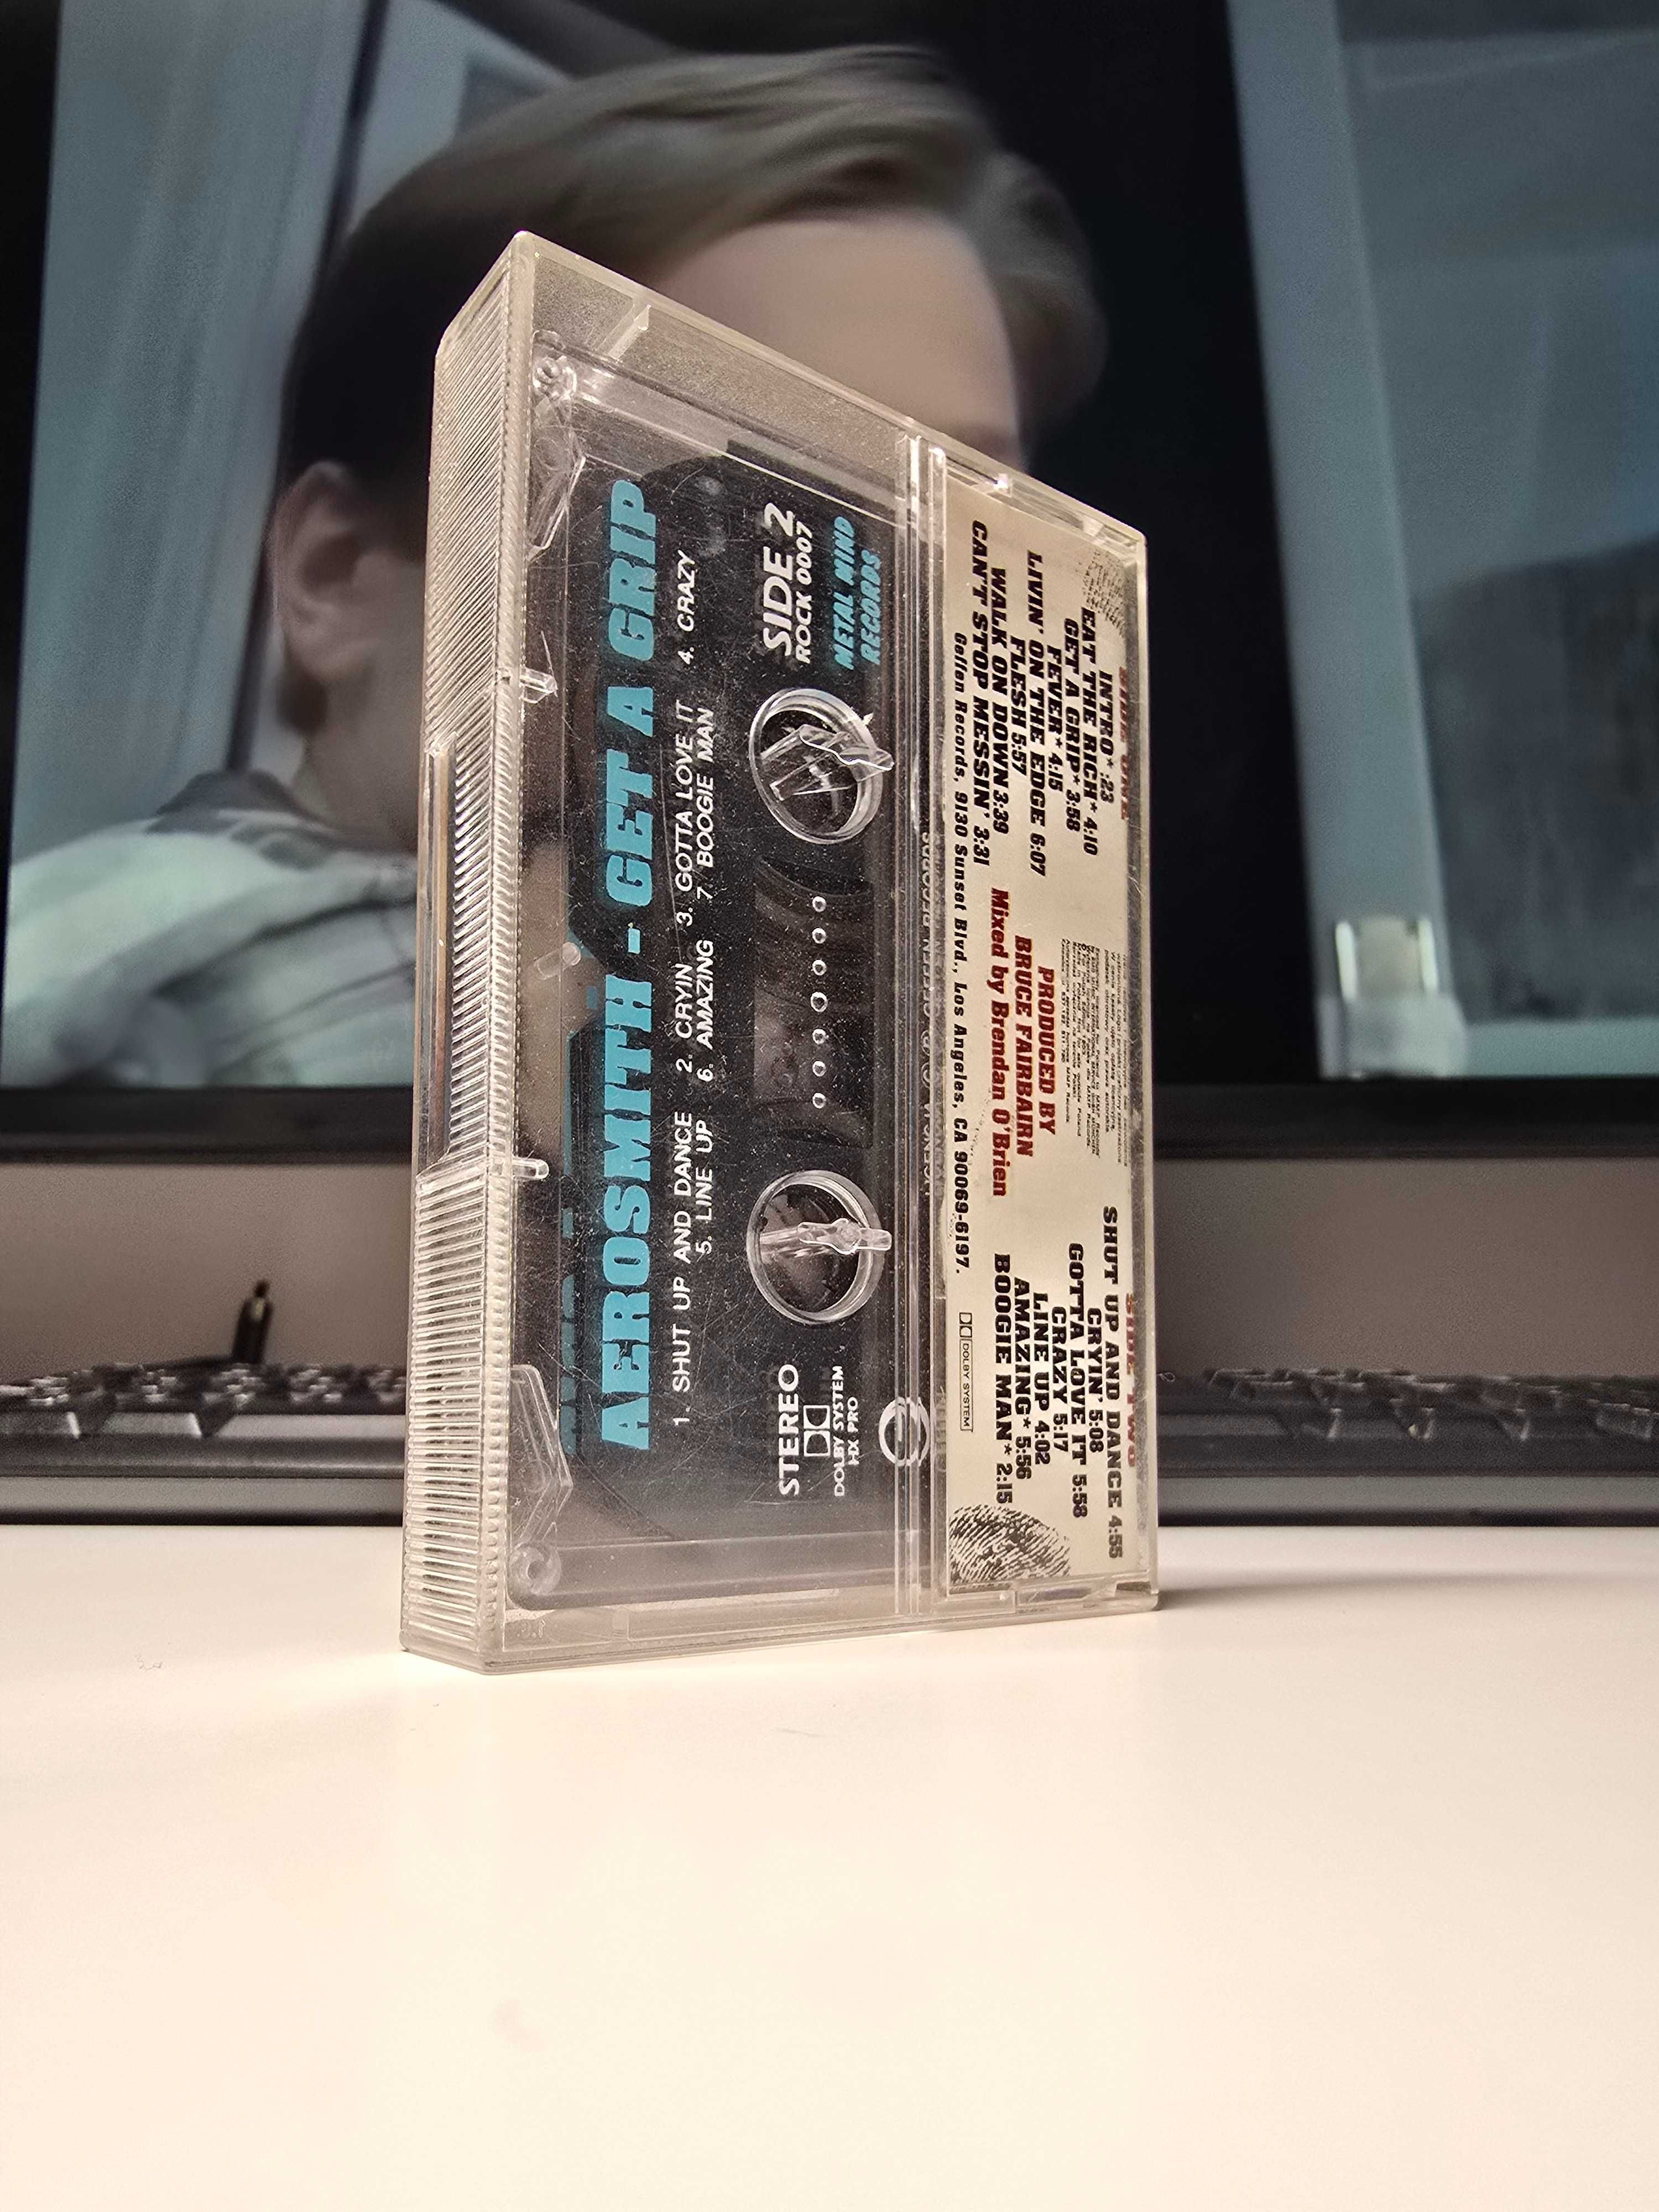 AEROSMITH - GET A GRIP
1. SHUT UP AND DANCE 2. CRYIN 3. GOTTA LOVE IT 4. CRAZY
5. LINE UP 6. AMAZING 7 BOOGIE MAN
STEREO
DOLBY SYSTEM
HX PRO
SIDE 2
ROCK 0007
METAL MIND
RECORDS
SIDE ONE
INTRO* :23
EAT THE RICH* 4:10
GET A GRIP* 3:58
FEVER* 4:15
LIVIN' ON THE EDGE 6:07
FLESH 5:57
WALK ON DOWN 3:39
CAN'T STOP MESSIN' 3:31
PRODUCED BY
BRUCE FAIRBAIRN
Mixed by Brendan O'Brien
SIDE TWO
SHUT UP AND DANCE 4:55
CRYIN' 5:08
GOTTA LOVE IT 5:58
CRAZY 5:17
LINE UP 4:02
AMAZING* 5:56
BOOGIE MAN* 2:15
Geffen Records, 9130 Sunset Blvd., Los Angeles, CA 90069-6197.
DOLBY SYSTEM